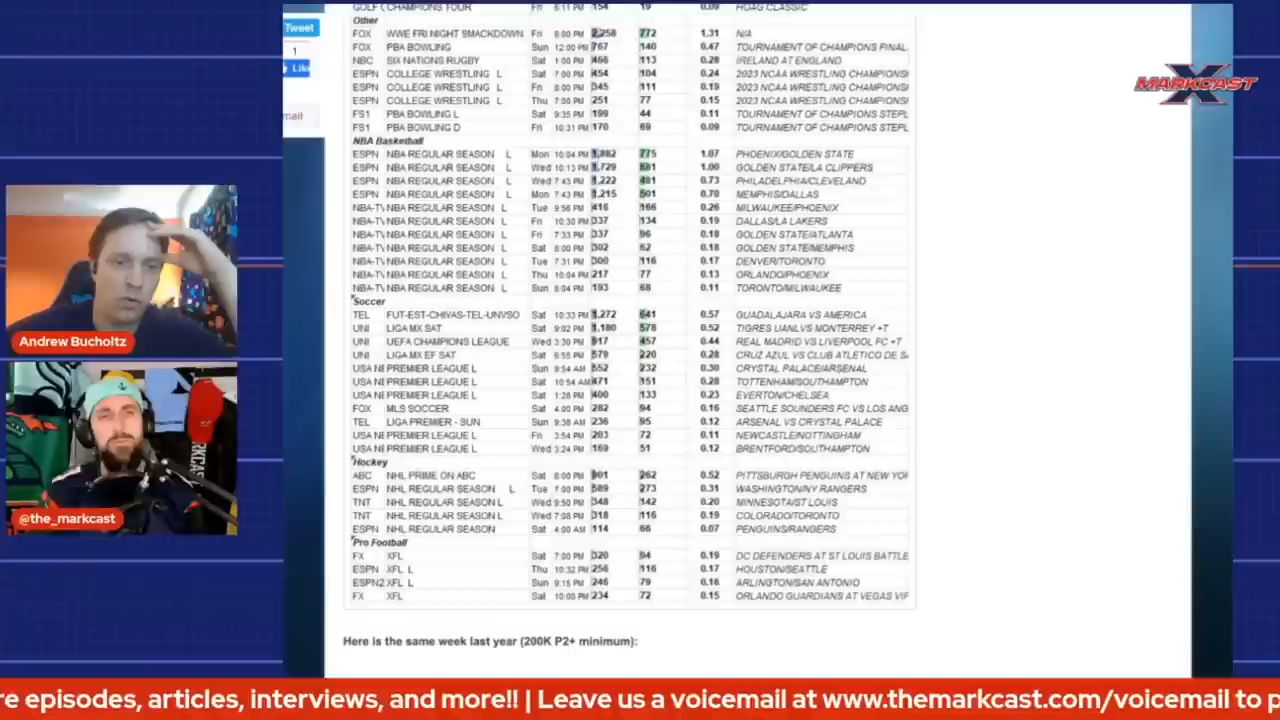 GOLF CHAMPIONS TOUR Fri 6:11 PM 154 19 0.09 HOAG CLASSIC
Other
FOX WWE FRI NIGHT SMACKDOWN Fri 8:00 PM 2,258 772 1.31 N/A
FOX PBA BOWLING Sun 12:00 PM 767 140 0.47 TOURNAMENT OF CHAMPIONS FINAL
NBC SIX NATIONS RUGBY Sat 1:00 PM 466 113 0.28 IRELAND AT ENGLAND
ESPN COLLEGE WRESTLING L Sat 7:00 PM 454 104 0.24 2023 NCAA WRESTLING CHAMPIONS
ESPN COLLEGE WRESTLING L Fri 8:00 PM 345 111 0.19 2023 NCAA WRESTLING CHAMPIONS
ESPN COLLEGE WRESTLING L Thu 7:00 PM 251 77 0.15 2023 NCAA WRESTLING CHAMPIONS
FS1 PBA BOWLING L Sat 9:35 PM 199 44 0.11 TOURNAMENT OF CHAMPIONS STEPL
FS1 PBA BOWLING D Fri 10:31 PM 170 69 0.09 TOURNAMENT OF CHAMPIONS STEPL
NBA Basketball
ESPN NBA REGULAR SEASON L Mon 10:04 PM 1,882 775 1.07 PHOENIX/GOLDEN STATE
ESPN NBA REGULAR SEASON L Wed 10:13 PM 1,729 681 1.00 GOLDEN STATE/LA CLIPPERS
ESPN NBA REGULAR SEASON L Wed 7:43 PM 1,222 481 0.73 PHILADELPHIA/CLEVELAND
ESPN NBA REGULAR SEASON L Mon 7:43 PM 1,215 501 0.70 MEMPHIS/DALLAS
NBA-TV NBA REGULAR SEASON L Tue 9:56 PM 416 166 0.26 MILWAUKEE/PHOENIX
NBA-TV NBA REGULAR SEASON L Fri 10:30 PM 337 134 0.19 DALLAS/LA LAKERS
NBA-TV NBA REGULAR SEASON L Fri 7:33 PM 337 96 0.18 GOLDEN STATE/ATLANTA
NBA-TV NBA REGULAR SEASON L Sat 8:00 PM 302 62 0.18 GOLDEN STATE/MEMPHIS
NBA-TV NBA REGULAR SEASON L Tue 7:31 PM 300 116 0.17 DENVER/TORONTO
NBA-TV NBA REGULAR SEASON L Thu 10:04 PM 217 77 0.13 ORLANDO/PHOENIX
NBA-TV NBA REGULAR SEASON L Sun 8:04 PM 193 68 0.11 TORONTO/MILWAUKEE
Soccer
TEL FUT-EST-CHIVAS-TEL-UNVSO Sat 10:33 PM 1,272 641 0.57 GUADALAJARA VS AMERICA
UNI LIGA MX SAT Sat 9:02 PM 1,180 578 0.52 TIGRES UANL VS MONTERREY +T
UNI UEFA CHAMPIONS LEAGUE Wed 3:30 PM 917 457 0.44 REAL MADRID VS LIVERPOOL FC +T
UNI LIGA MX EF SAT Sat 6:55 PM 579 220 0.28 CRUZ AZUL VS CLUB ATLETICO DE S
USA NE PREMIER LEAGUE L Sun 9:54 AM 552 232 0.30 CRYSTAL PALACE/ARSENAL
USA NE PREMIER LEAGUE L Sat 10:54 AM 471 151 0.28 TOTTENHAM/SOUTHAMPTON
USA NE PREMIER LEAGUE L Sat 1:26 PM 400 133 0.23 EVERTON/CHELSEA
FOX MLS SOCCER Sat 4:00 PM 282 94 0.16 SEATTLE SOUNDERS FC VS LOS ANG
TEL LIGA PREMIER - SUN Sun 9:38 AM 236 95 0.12 ARSENAL VS CRYSTAL PALACE
USA NE PREMIER LEAGUE L Fri 3:54 PM 203 72 0.11 NEWCASTLE/NOTTINGHAM
USA NE PREMIER LEAGUE L Wed 3:24 PM 169 51 0.12 BRENTFORD/SOUTHAMPTON
Hockey
ABC NHL PRIME ON ABC Sat 8:00 PM 901 262 0.52 PITTSBURGH PENGUINS AT NEW YOR
ESPN NHL REGULAR SEASON L Tue 7:00 PM 589 273 0.31 WASHINGTON/NY RANGERS
TNT NHL REGULAR SEASON L Wed 9:50 PM 348 142 0.20 MINNESOTA/ST LOUIS
TNT NHL REGULAR SEASON L Wed 7:08 PM 318 116 0.19 COLORADO/TORONTO
ESPN NHL REGULAR SEASON Sat 4:00 AM 114 66 0.07 PENGUINS/RANGERS
Pro Football
FX XFL Sat 7:00 PM 320 94 0.19 DC DEFENDERS AT ST LOUIS BATTLE
ESPN XFL L Thu 10:32 PM 256 116 0.17 HOUSTON/SEATTLE
ESPN2 XFL L Sun 9:15 PM 246 79 0.16 ARLINGTON/SAN ANTONIO
FX XFL Sat 10:00 PM 234 72 0.15 ORLANDO GUARDIANS AT VEGAS VIP
Here is the same week last year (200K P2+ minimum):
Tweet
1
Like
mail
MARKCAST
Andrew Bucholtz
@the_markcast
MARKCAS
re episodes, articles, interviews, and more!! | Leave us a voicemail at www.themarkcast.com/voicemail to p